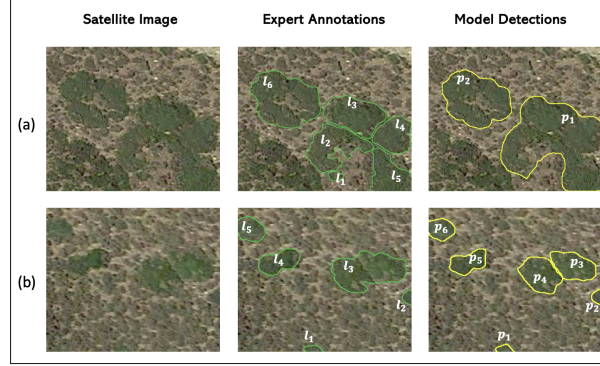 Satellite Image Expert Annotations Model Detections
(a)
l6 l3 l4 l2 l1 l5
p2 p1
(b)
l5 l4 l3 l2 l1
p6 p5 p3 p4 p2 p1